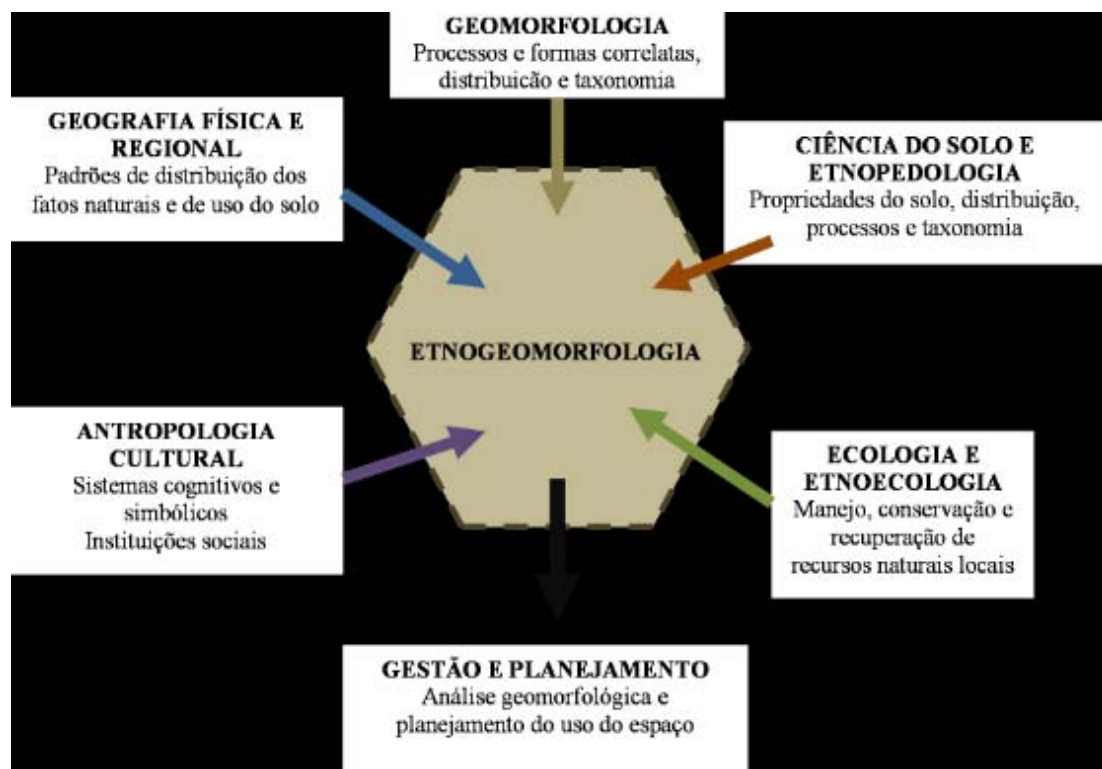 GEOMORFOLOGIA
Processos e formas correlatas,
distribuicão e taxonomia
GEOGRAFIA FÍSICA E
REGIONAL
Padrões de distribuição dos
fatos naturais e de uso do solo
CIÊNCIA DO SOLO E
ETNOPEDOLOGIA
Propriedades do solo, distribuição,
processos e taxonomia
ETNOGEOMORFOLOGIA
ANTROPOLOGIA
CULTURAL
Sistemas cognitivos e
simbólicos
Instituições sociais
ECOLOGIA E
ETNOECOLOGIA
Manejo, conservação e
recuperação de
recursos naturais locais
GESTÃO E PLANEJAMENTO
Análise geomorfológica e
planejamento do uso do espaço